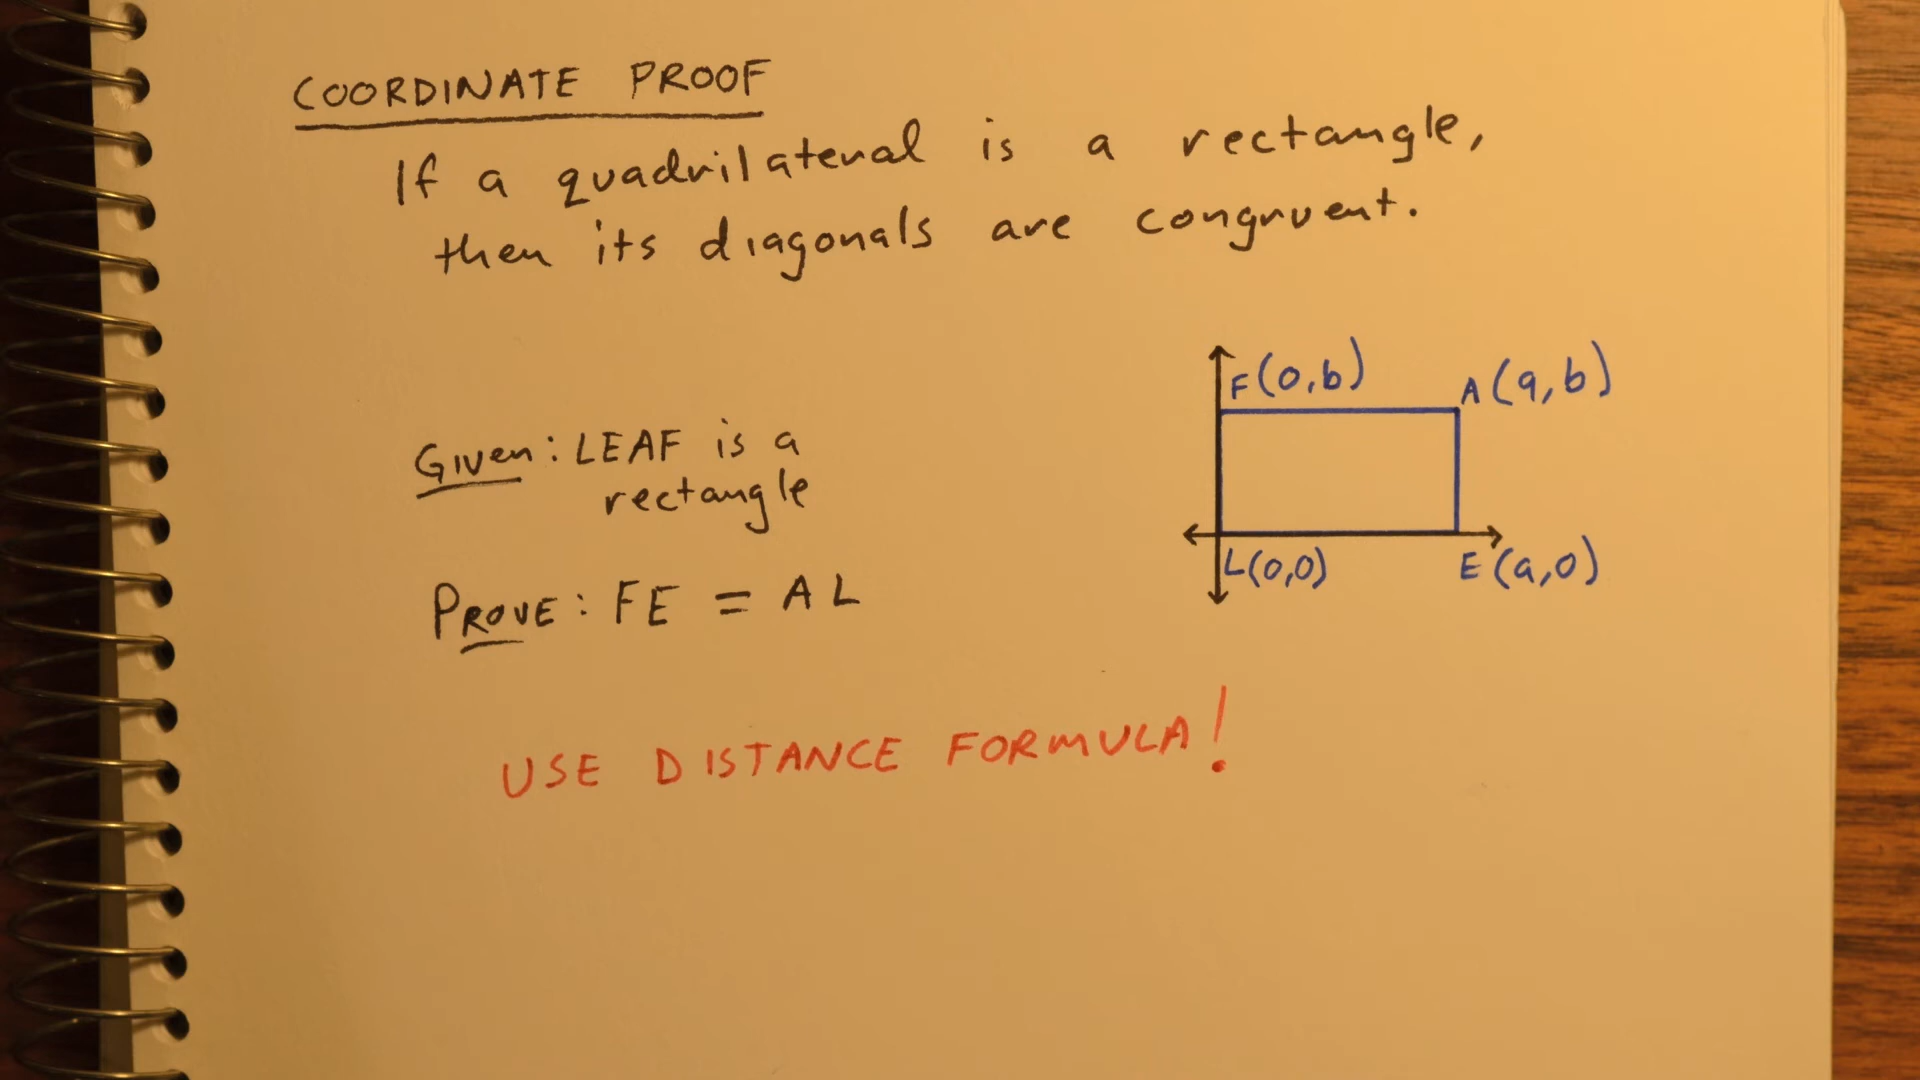 COORDINATE PROOF
If a quadrilateral is a rectangle,
then its diagonals are congruent.
F(0,b)
A(a,b)
Given: LEAF is a
rectangle
L(0,0)
E(a,0)
PROVE: FE = AL
USE DISTANCE FORMULA!